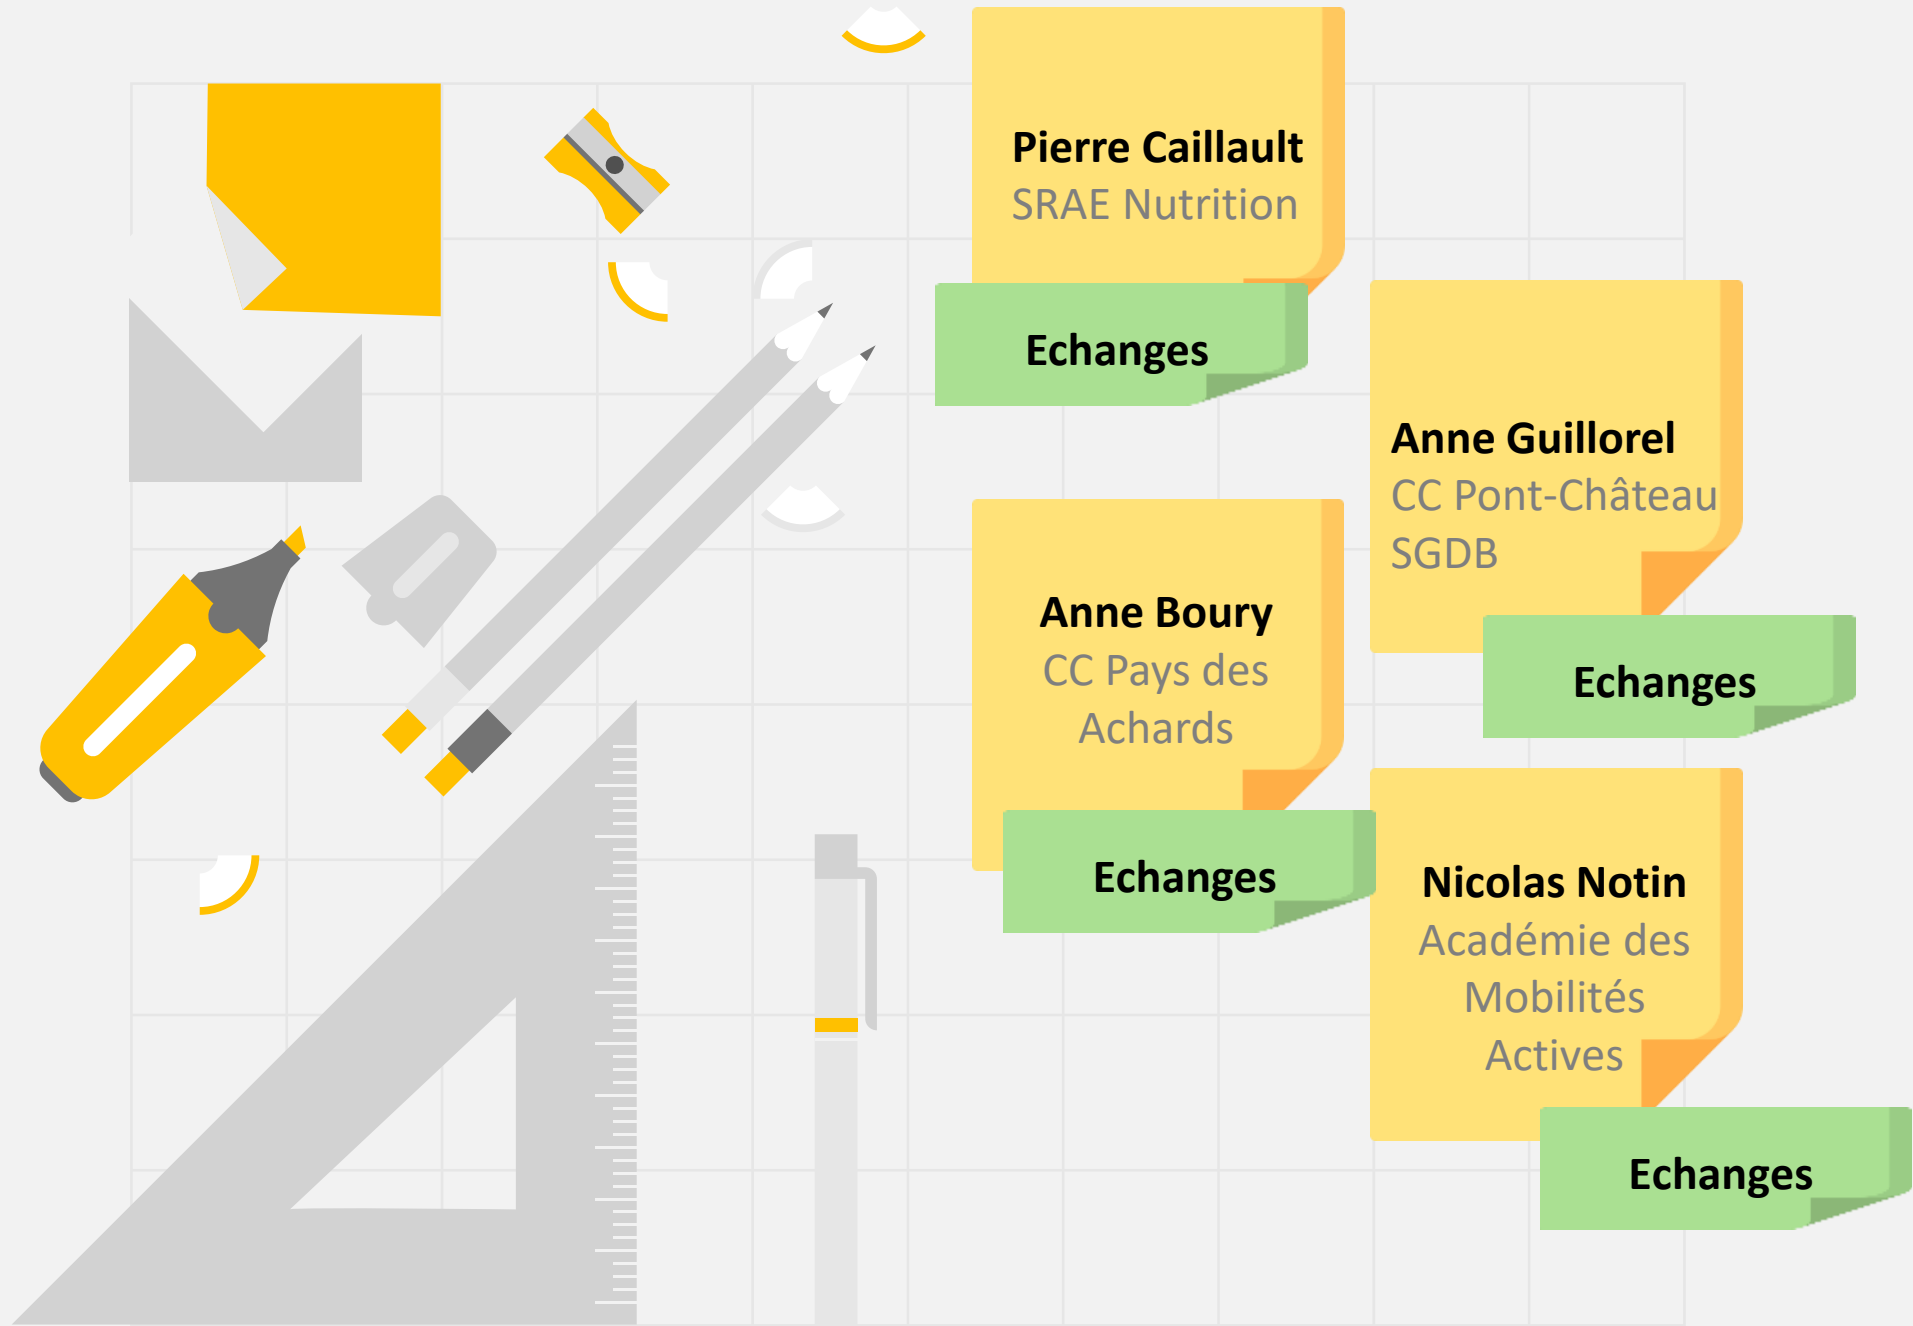 Pierre Caillault
SRAE Nutrition
Echanges
Anne Guillorel
CC Pont-Château
SGDB
Echanges
Anne Boury
CC Pays des
Achards
Echanges
Nicolas Notin
Académie des
Mobilités
Actives
Echanges